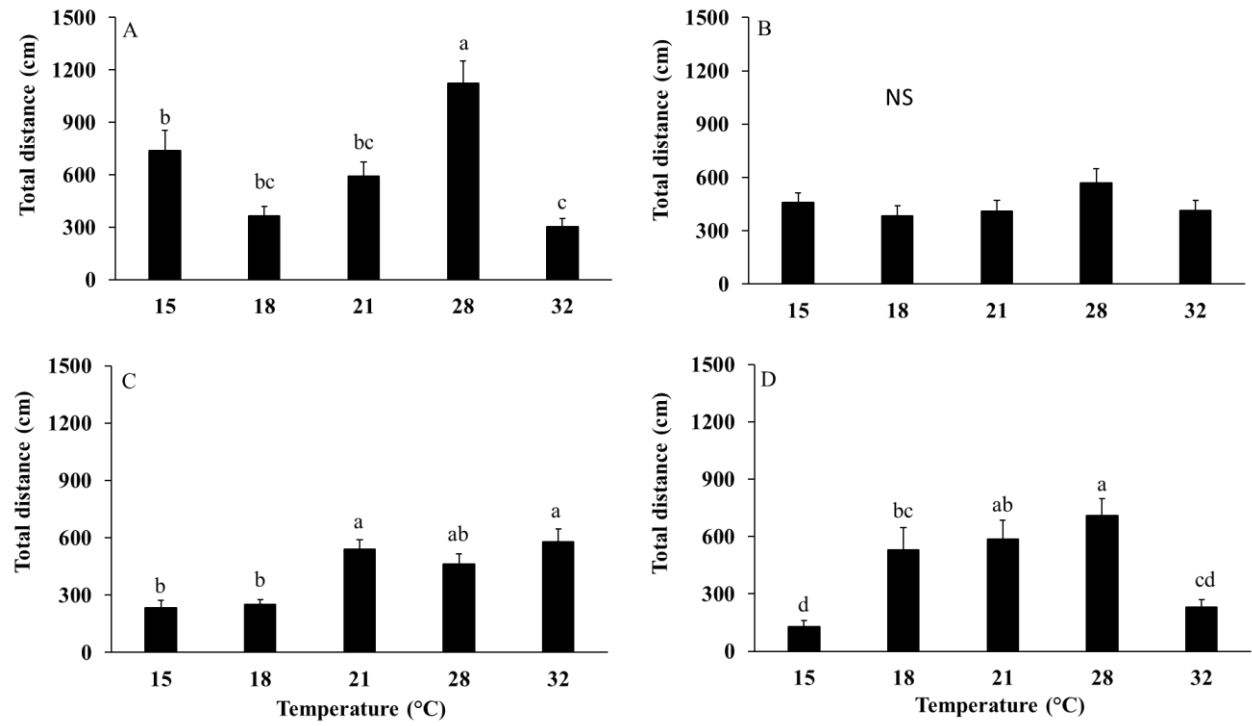 A
Total distance (cm)
1500
1200
900
600
300
0
b
bc
bc
a
c
15 18 21 28 32
B
Total distance (cm)
1500
1200
900
600
300
0
NS
15 18 21 28 32
C
Total distance (cm)
1500
1200
900
600
300
0
b
b
a
ab
a
15 18 21 28 32
Temperature (°C)
D
Total distance (cm)
1500
1200
900
600
300
0
d
bc
ab
a
cd
15 18 21 28 32
Temperature (°C)